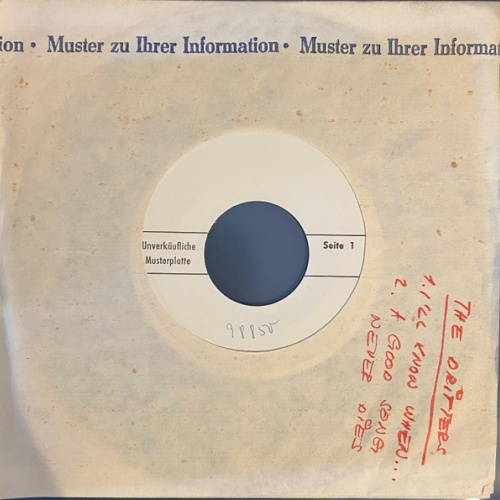 ion • Muster zu Ihrer Information • Muster zu Ihrer Informat
Unverkäufliche
Musterplatte
Seite 1
THE DRIFTERS
1. I'LL KNOW WHEN...
2. A GOOD SONG
NEVER DIES